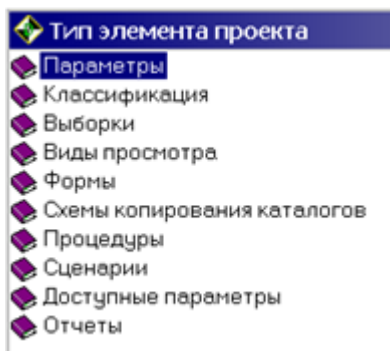 Тип элемента проекта
Параметры
Классификация
Выборки
Виды просмотра
Формы
Схемы копирования каталогов
Процедуры
Сценарии
Доступные параметры
Отчеты